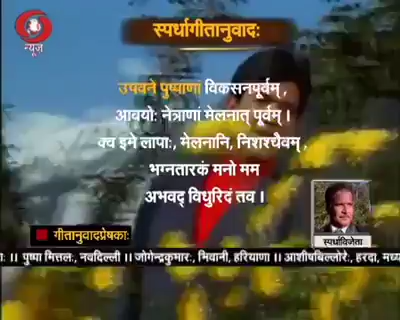 स्पर्धागीतानुवादः
न्यूज़
उपवने पुष्पाणा विकसनपूर्वम् ,
आवयोः नेत्राणां मेलनात् पूर्वम् ।
क्व इमे लापाः, मेलनानि, निशश्चैवम् ,
भग्नतारकं मनो मम
अभवद् विधुरिदं तव ।
गीतानुवादप्रेषकाः
स्पर्धाविजेता
ाः ॥ पुष्पा मित्तलः, नवदिल्ली ॥ जोगेन्द्रकुमारः, भिवानी, हरियाणा ॥ आशीषबिल्लोरेः, हरदा, मध्य